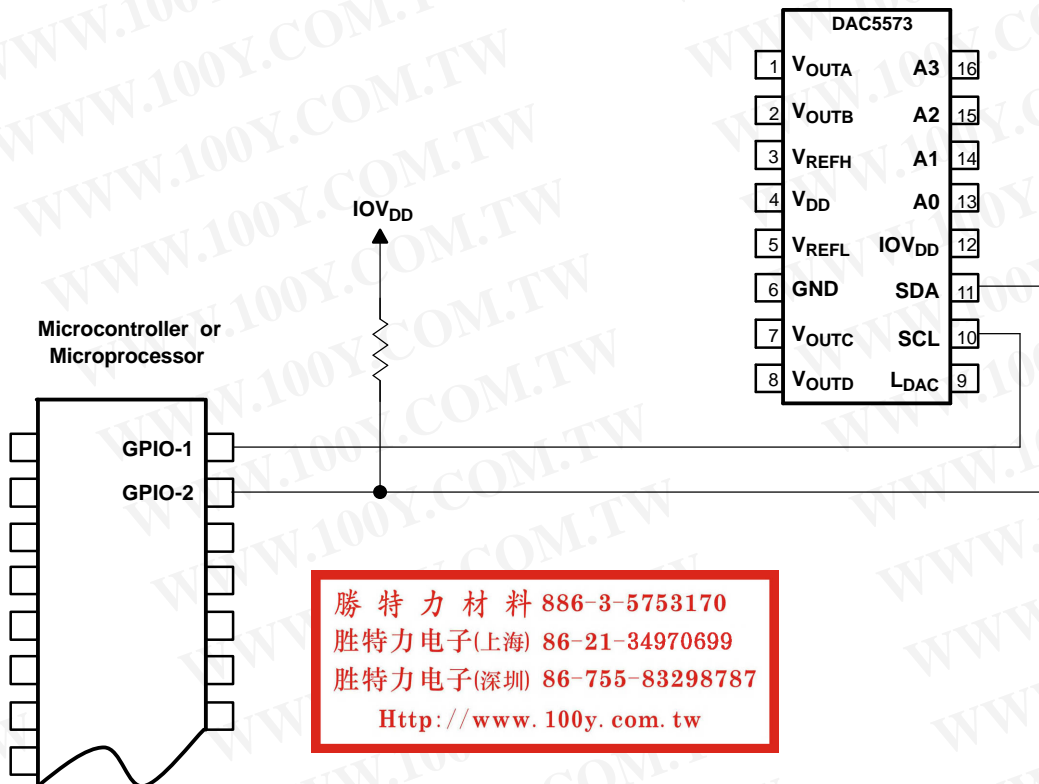 DAC5573
1 VOUTA A3 16
2 VOUTB A2 15
3 VREFH A1 14
4 VDD A0 13
5 VREFL IOVDD 12
6 GND SDA 11
7 VOUTC SCL 10
8 VOUTD LDAC 9
IOVDD
Microcontroller or
Microprocessor
GPIO-1
GPIO-2
勝特力材料 886-3-5753170
胜特力电子(上海) 86-21-34970699
胜特力电子(深圳) 86-755-83298787
Http://www.100y.com.tw
WWW.100Y.COM.TW